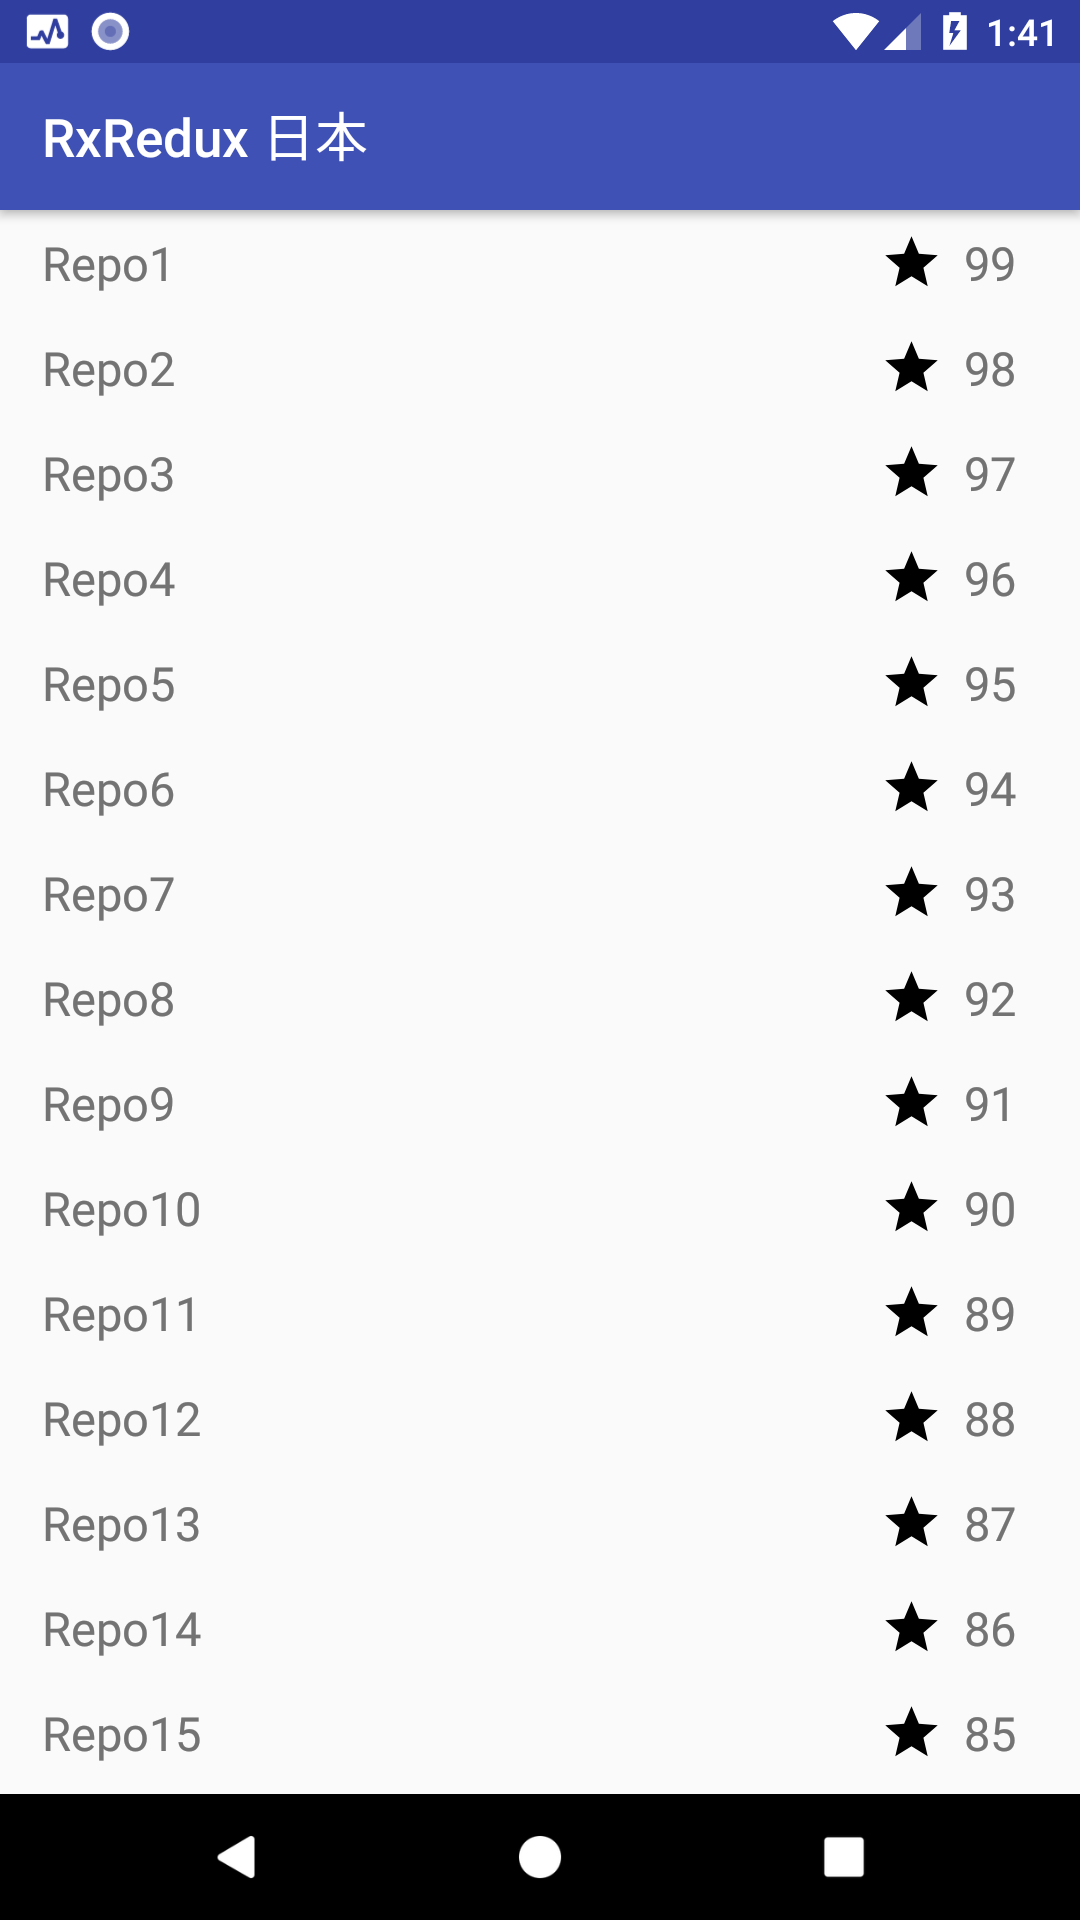 1:41
RxRedux 日本
Repo1 99
Repo2 98
Repo3 97
Repo4 96
Repo5 95
Repo6 94
Repo7 93
Repo8 92
Repo9 91
Repo10 90
Repo11 89
Repo12 88
Repo13 87
Repo14 86
Repo15 85